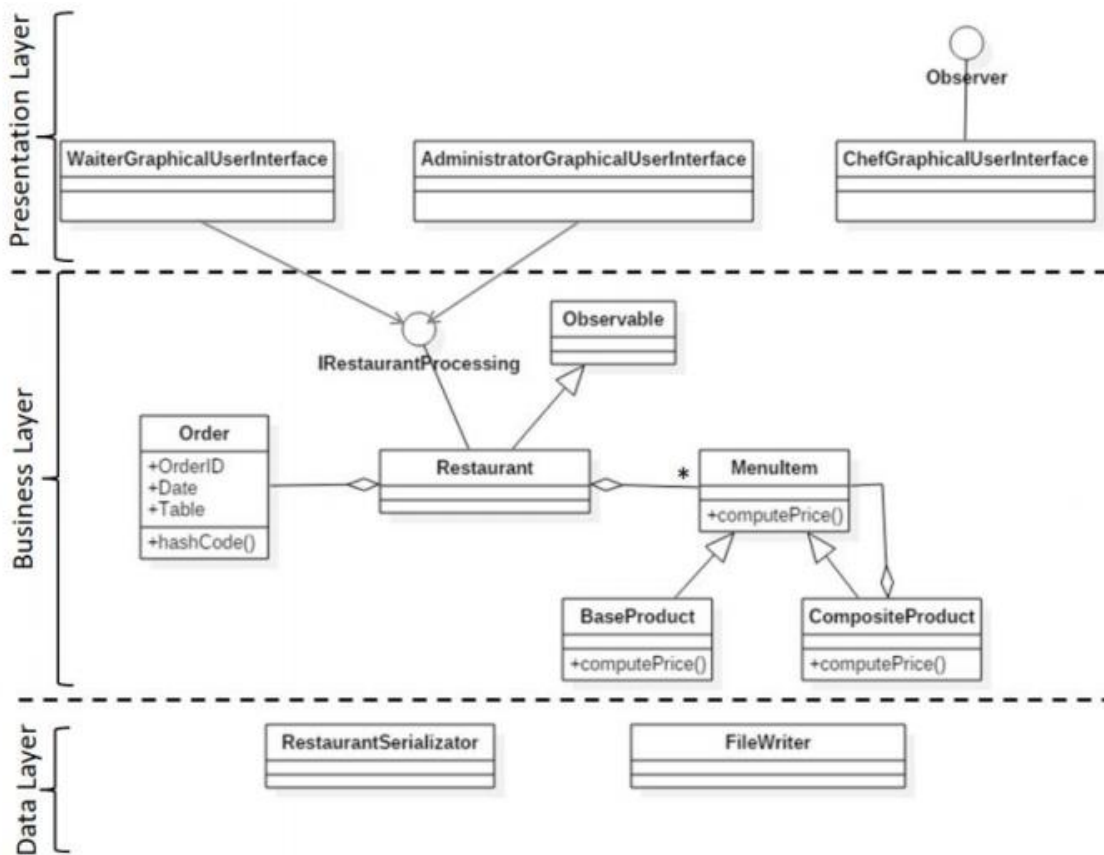 Presentation Layer
Observer
WaiterGraphicalUserInterface
AdministratorGraphicalUserInterface
ChefGraphicalUserInterface
Business Layer
Observable
IRestaurantProcessing
Order
+OrderID
+Date
+Table
+hashCode()
Restaurant
*
MenuItem
+computePrice()
BaseProduct
+computePrice()
CompositeProduct
+computePrice()
Data Layer
RestaurantSerializator
FileWriter